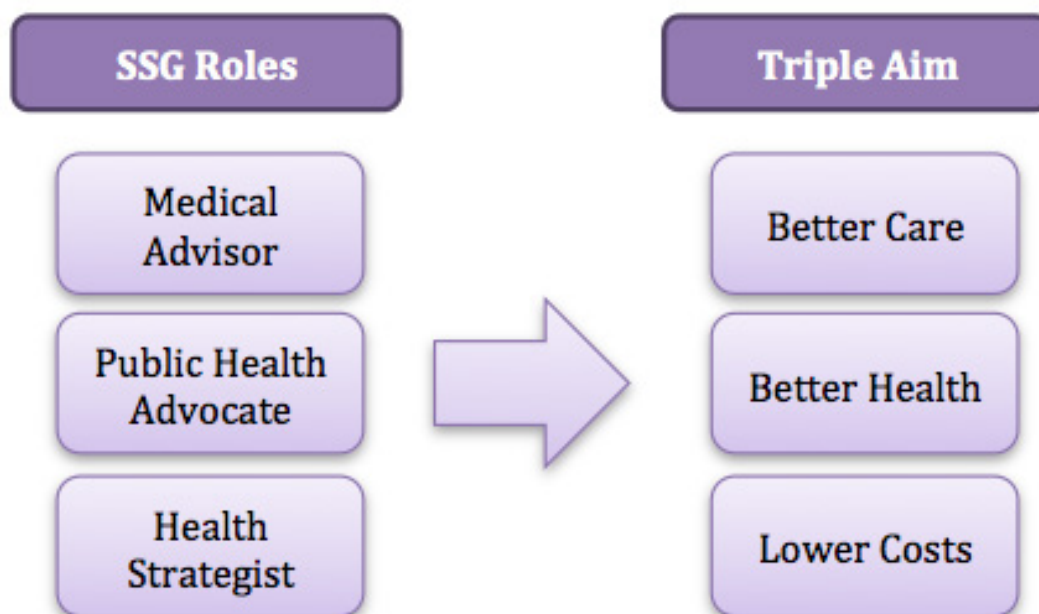 SSG Roles
Medical
Advisor
Public Health
Advocate
Health
Strategist
Triple Aim
Better Care
Better Health
Lower Costs